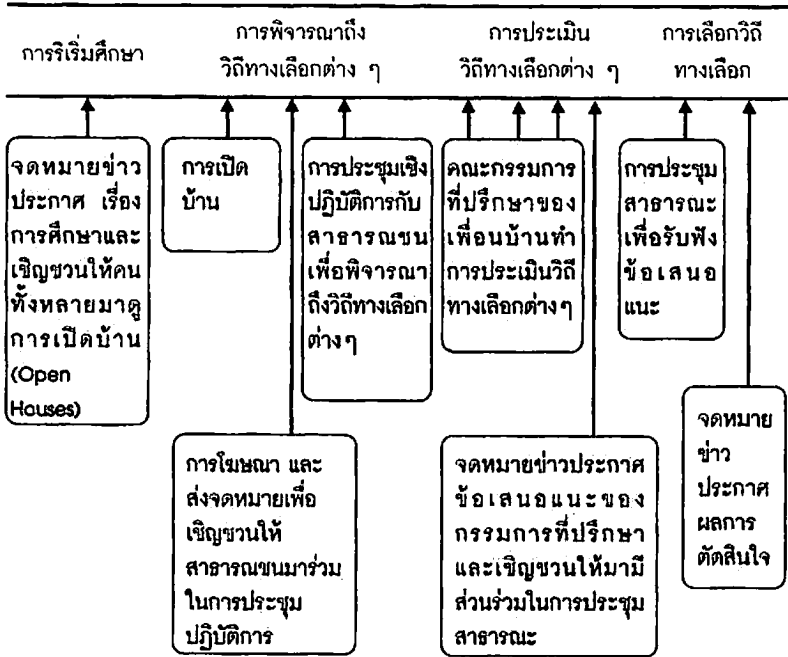 การริเริ่มศึกษา
การพิจารณาถึง
วิถีทางเลือกต่าง ๆ
การประเมิน
วิถีทางเลือกต่าง ๆ
การเลือกวิถี
ทางเลือก
จดหมายข่าว
ประกาศ เรื่อง
การศึกษาและ
เชิญชวนให้คน
ทั้งหลายมาดู
การเปิดบ้าน
(Open
Houses)
การเปิด
บ้าน
การประชุมเชิง
ปฏิบัติการกับ
สาธารณชน
เพื่อพิจารณา
ถึงวิถีทางเลือก
ต่างๆ
คณะกรรมการ
ที่ปรึกษาของ
เพื่อนบ้านทำ
การประเมินวิถี
ทางเลือกต่างๆ
การประชุม
สาธารณะ
เพื่อรับฟัง
ข้อเสนอ
แนะ
การโฆษณา และ
ส่งจดหมายเพื่อ
เชิญชวนให้
สาธารณชนมาร่วม
ในการประชุม
ปฏิบัติการ
จดหมายข่าวประกาศ
ข้อเสนอแนะของ
กรรมการที่ปรึกษา
และเชิญชวนให้มามี
ส่วนร่วมในการประชุม
สาธารณะ
จดหมาย
ข่าว
ประกาศ
ผลการ
ตัดสินใจ